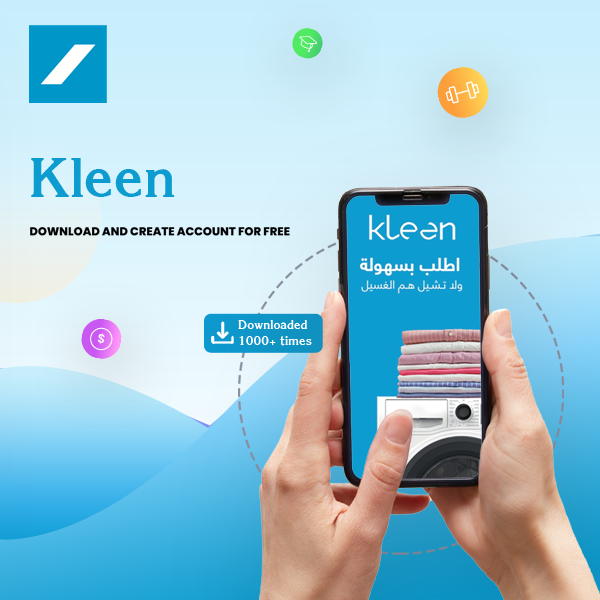 Kleen
DOWNLOAD AND CREATE ACCOUNT FOR FREE
kleen
اطلب بسهولة
ولا تشيل هم الغسيل
$
Downloaded
1000+ times